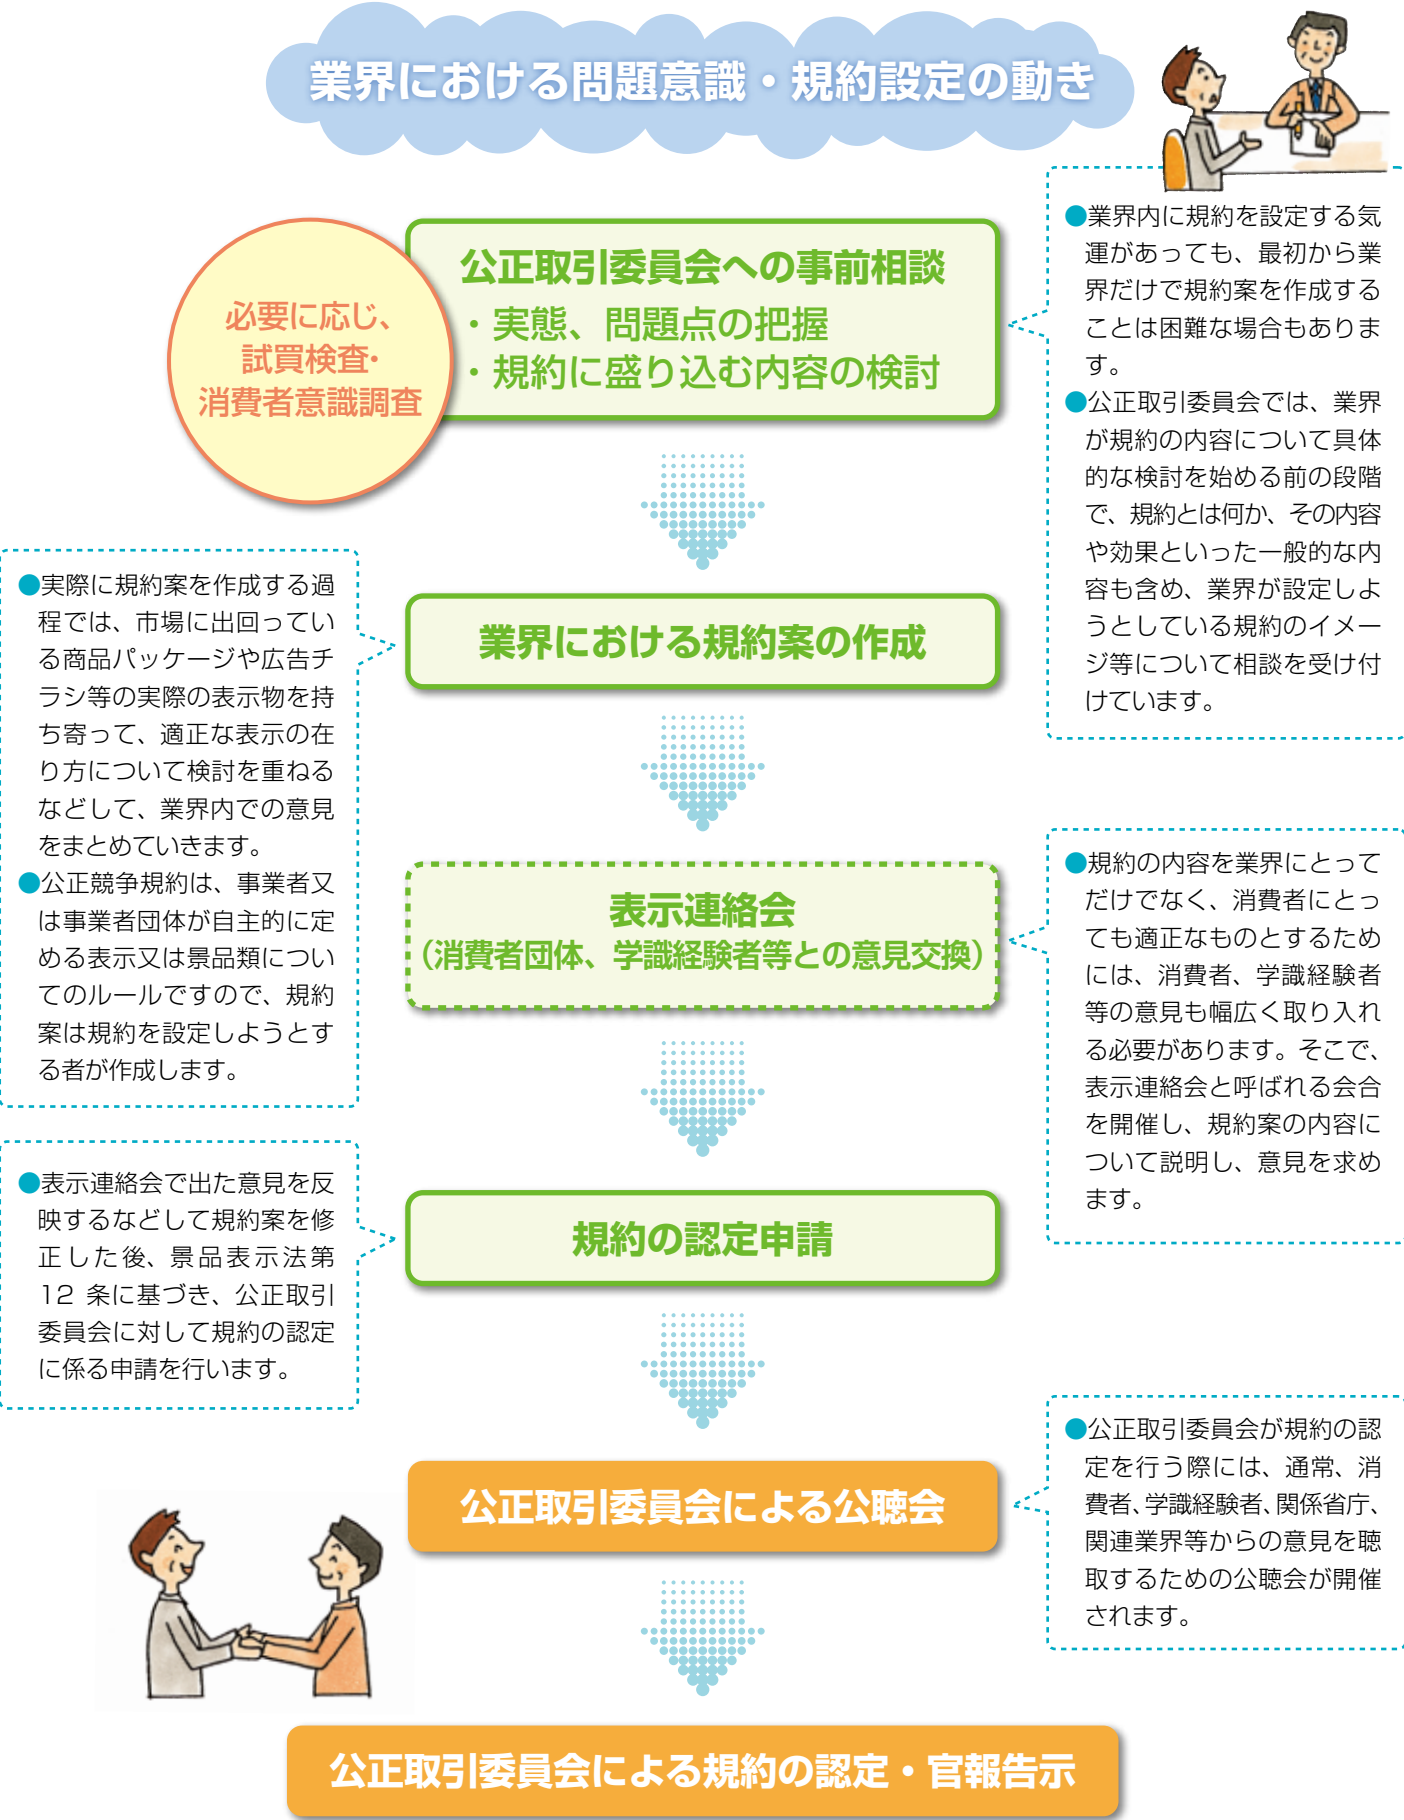 業界における問題意識・規約設定の動き
必要に応じ、
試買検査・
消費者意識調査
公正取引委員会への事前相談
・実態、問題点の把握
・規約に盛り込む内容の検討
●業界内に規約を設定する気
運があっても、最初から業
界だけで規約案を作成する
ことは困難な場合もありま
す。
●公正取引委員会では、業界
が規約の内容について具体
的な検討を始める前の段階
で、規約とは何か、その内容
や効果といった一般的な内
容も含め、業界が設定しよ
うとしている規約のイメー
ジ等について相談を受け付
けています。
●実際に規約案を作成する過
程では、市場に出回ってい
る商品パッケージや広告チ
ラシ等の実際の表示物を持
ち寄って、適正な表示の在
り方について検討を重ねる
などして、業界内での意見
をまとめていきます。
●公正競争規約は、事業者又
は事業者団体が自主的に定
める表示又は景品類につい
てのルールですので、規約
案は規約を設定しようとす
る者が作成します。
業界における規約案の作成
表示連絡会
（消費者団体、学識経験者等との意見交換）
●規約の内容を業界にとって
だけでなく、消費者にとっ
ても適正なものとするため
には、消費者、学識経験者
等の意見も幅広く取り入れ
る必要があります。そこで、
表示連絡会と呼ばれる会合
を開催し、規約案の内容に
ついて説明し、意見を求め
ます。
●表示連絡会で出た意見を反
映するなどして規約案を修
正した後、景品表示法第
12 条に基づき、公正取引
委員会に対して規約の認定
に係る申請を行います。
規約の認定申請
公正取引委員会による公聴会
●公正取引委員会が規約の認
定を行う際には、通常、消
費者、学識経験者、関係省庁、
関連業界等からの意見を聴
取するための公聴会が開催
されます。
公正取引委員会による規約の認定・官報告示